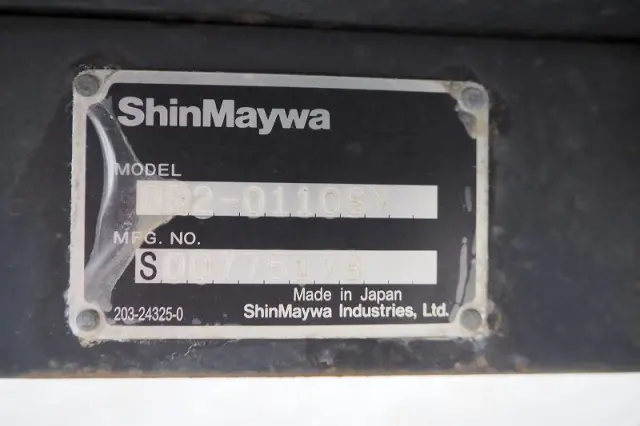 ShinMaywa
MODEL
MFG. NO.
S
Made in Japan
203-24325-0
ShinMaywa Industries, Ltd.